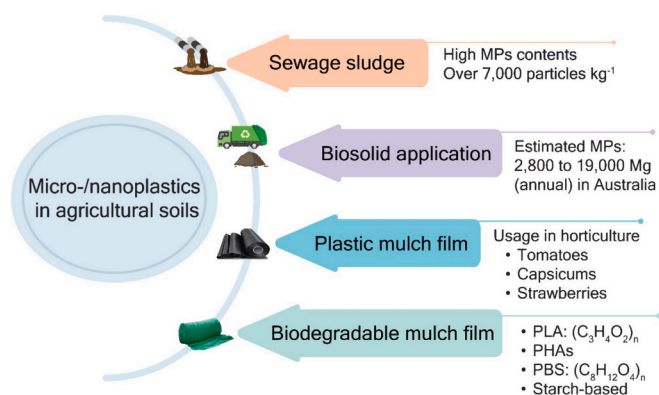 Micro-/nanoplastics
in agricultural soils
Sewage sludge
High MPs contents
Over 7,000 particles kg⁻¹
Biosolid application
Estimated MPs:
2,800 to 19,000 Mg
(annual) in Australia
Plastic mulch film
Usage in horticulture
• Tomatoes
• Capsicums
• Strawberries
Biodegradable mulch film
• PLA: (C₃H₄O₂)ₙ
• PHAs
• PBS: (C₈H₁₂O₄)ₙ
• Starch-based